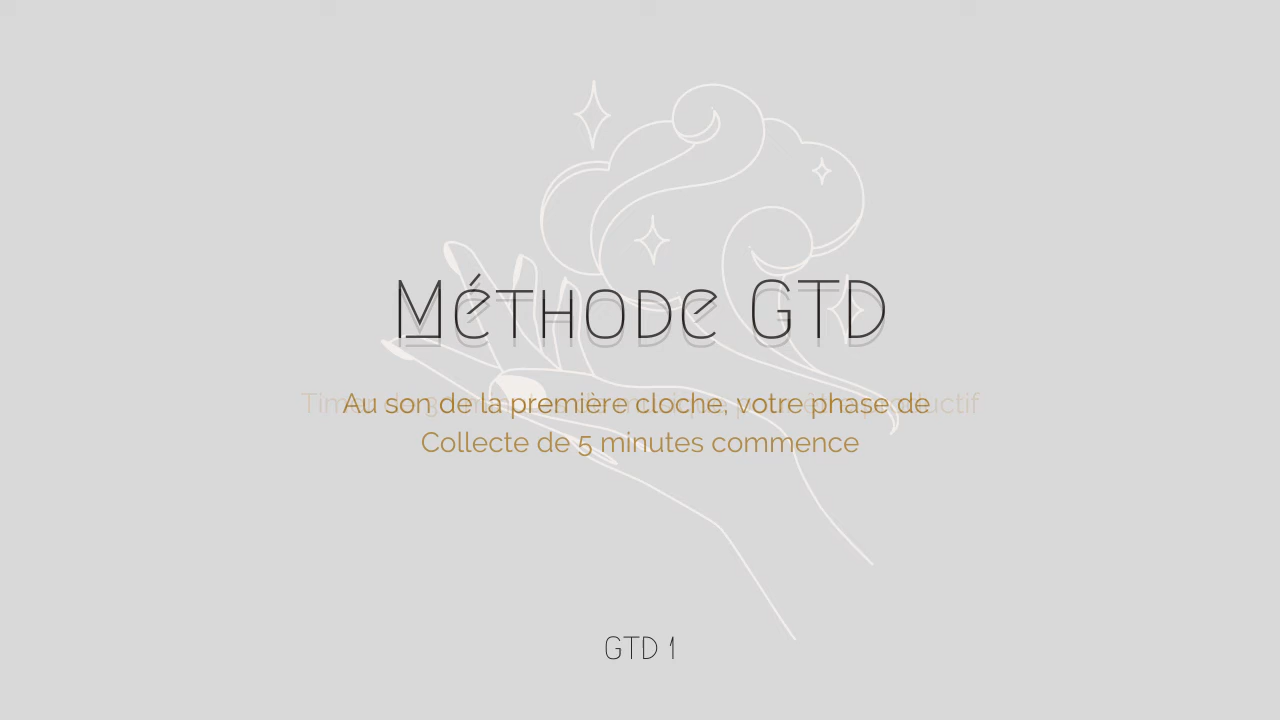 Méthode GTD
Au son de la première cloche, votre phase de
Collecte de 5 minutes commence
GTD 1